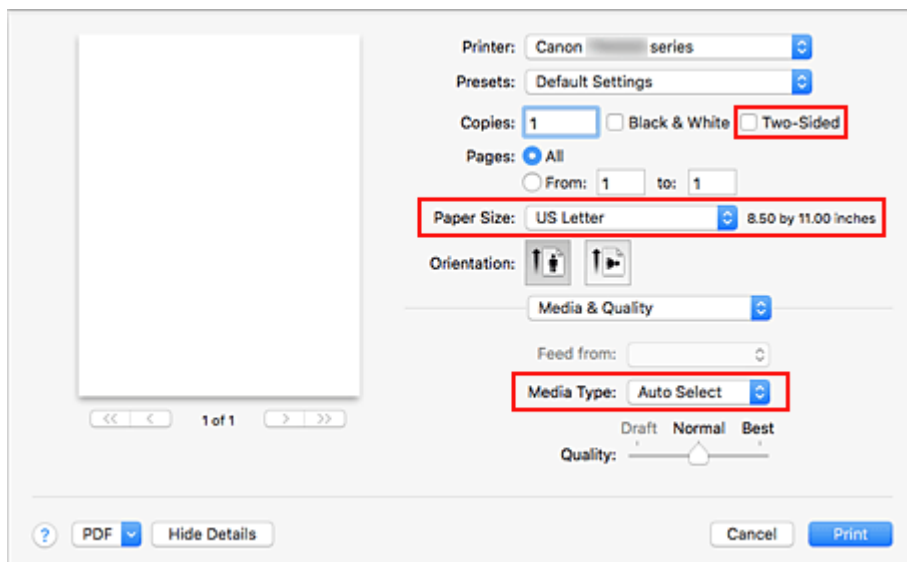 Printer: Canon series
Presets: Default Settings
Copies: 1 Black & White Two-Sided
Pages: All
From: 1 to: 1
Paper Size: US Letter 8.50 by 11.00 inches
Orientation:
Media & Quality
Feed from:
Media Type: Auto Select
<< < 1 of 1 > >>
Draft Normal Best
Quality:
? PDF Hide Details Cancel Print